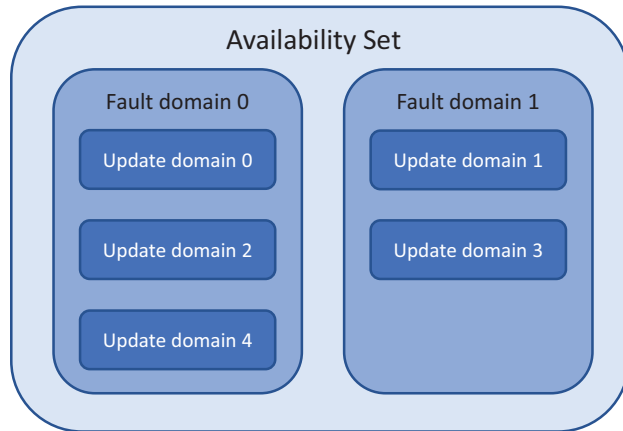 Availability Set
Fault domain 0
Update domain 0
Update domain 2
Update domain 4
Fault domain 1
Update domain 1
Update domain 3